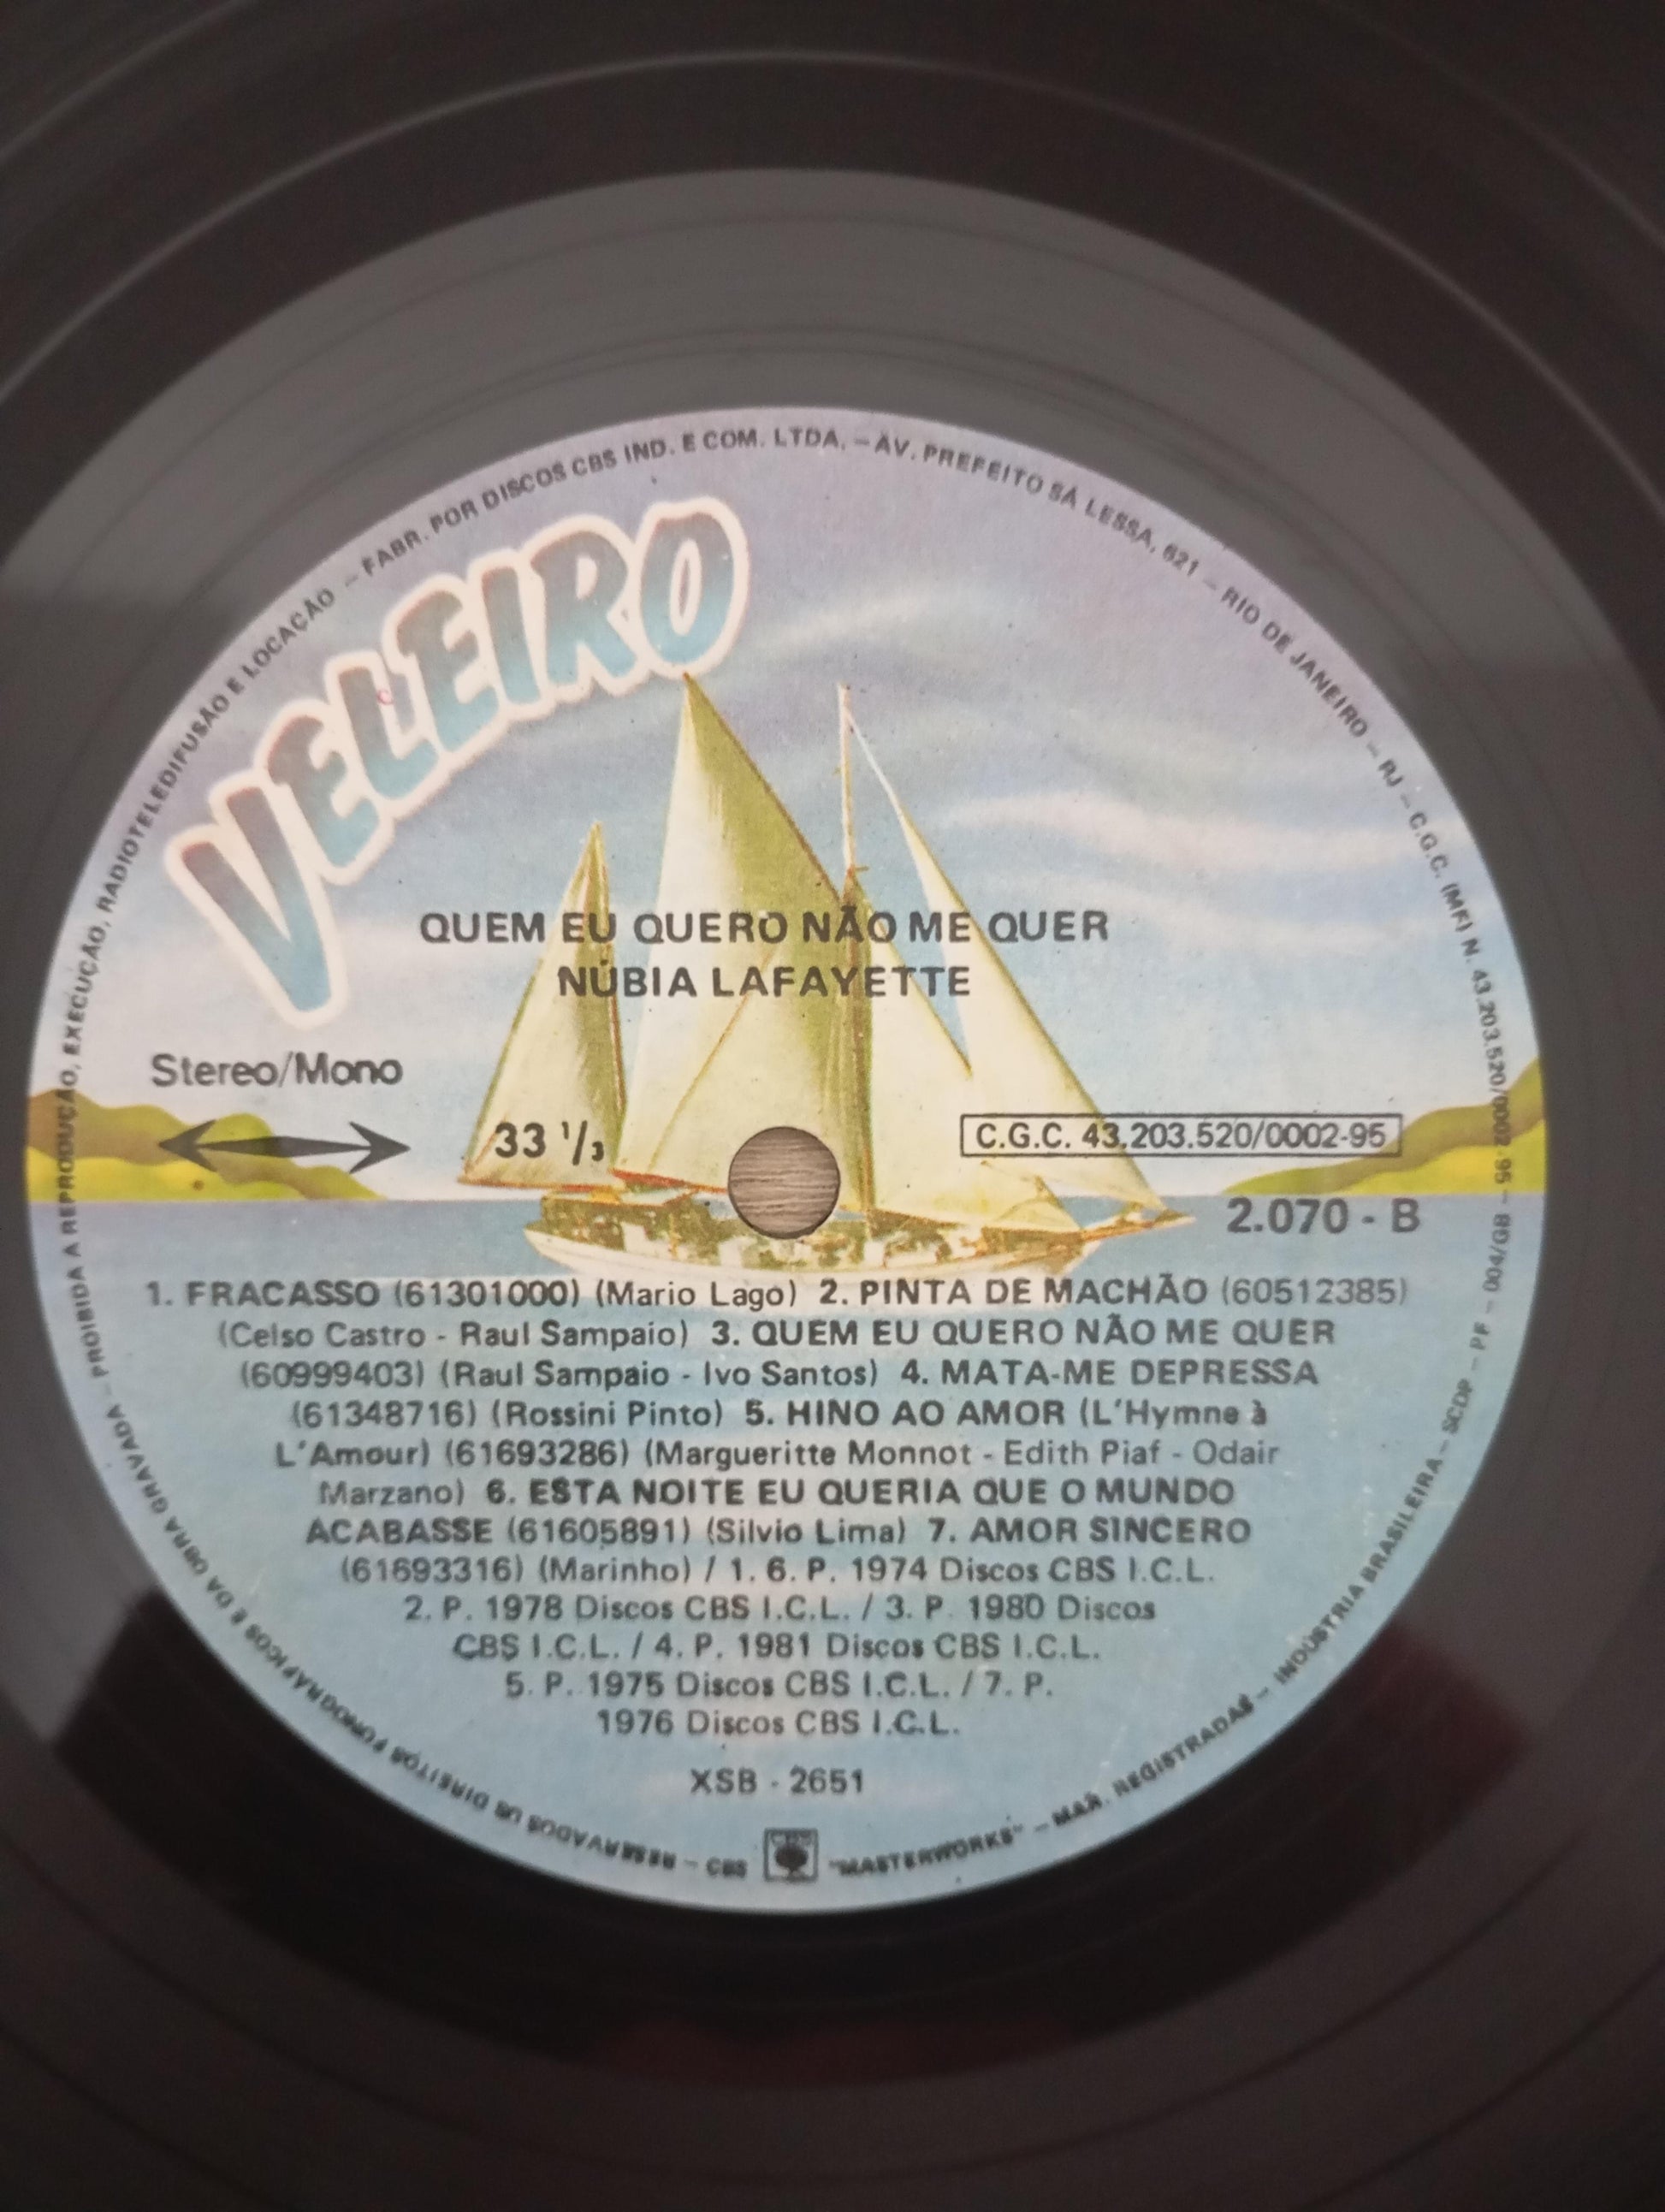 PROIBIDA A REPRODUÇÃO, EXECUÇÃO, RADIOTELEDIFUSÃO E LOCAÇÃO – FABR. POR DISCOS CBS IND. E COM. LTDA. – AV. PREFEITO SÁ LESSA, 621 – RIO DE JANEIRO – RJ – C.G.C. (MF) N. 43.203.520/0002-95 –
VELEIRO
QUEM EU QUERO NÃO ME QUER
NÚBIA LAFAYETTE
Stereo/Mono
33 1/3
C.G.C. 43.203.520/0002-95
2.070 - B
1. FRACASSO (61301000) (Mario Lago) 2. PINTA DE MACHÃO (60512385)
(Celso Castro - Raul Sampaio) 3. QUEM EU QUERO NÃO ME QUER
(60999403) (Raul Sampaio - Ivo Santos) 4. MATA-ME DEPRESSA
(61348716) (Rossini Pinto) 5. HINO AO AMOR (L'Hymne à
L'Amour) (61693286) (Margueritte Monnot - Edith Piaf - Odair
Marzano) 6. ESTA NOITE EU QUERIA QUE O MUNDO
ACABASSE (61605891) (Silvio Lima) 7. AMOR SINCERO
(61693316) (Marinho) / 1. 6. P. 1974 Discos CBS I.C.L.
2. P. 1978 Discos CBS I.C.L. / 3. P. 1980 Discos
CBS I.C.L. / 4. P. 1981 Discos CBS I.C.L.
5. P. 1975 Discos CBS I.C.L. / 7. P.
1976 Discos CBS I.C.L.
XSB - 2651
SCDP – PF – INDÚSTRIA BRASILEIRA – MAR. REGISTRADAS – "MASTERWORKS" CBS – RESERVADOS OS DIREITOS FONOGRÁFICOS E DA OBRA GRAVADA –